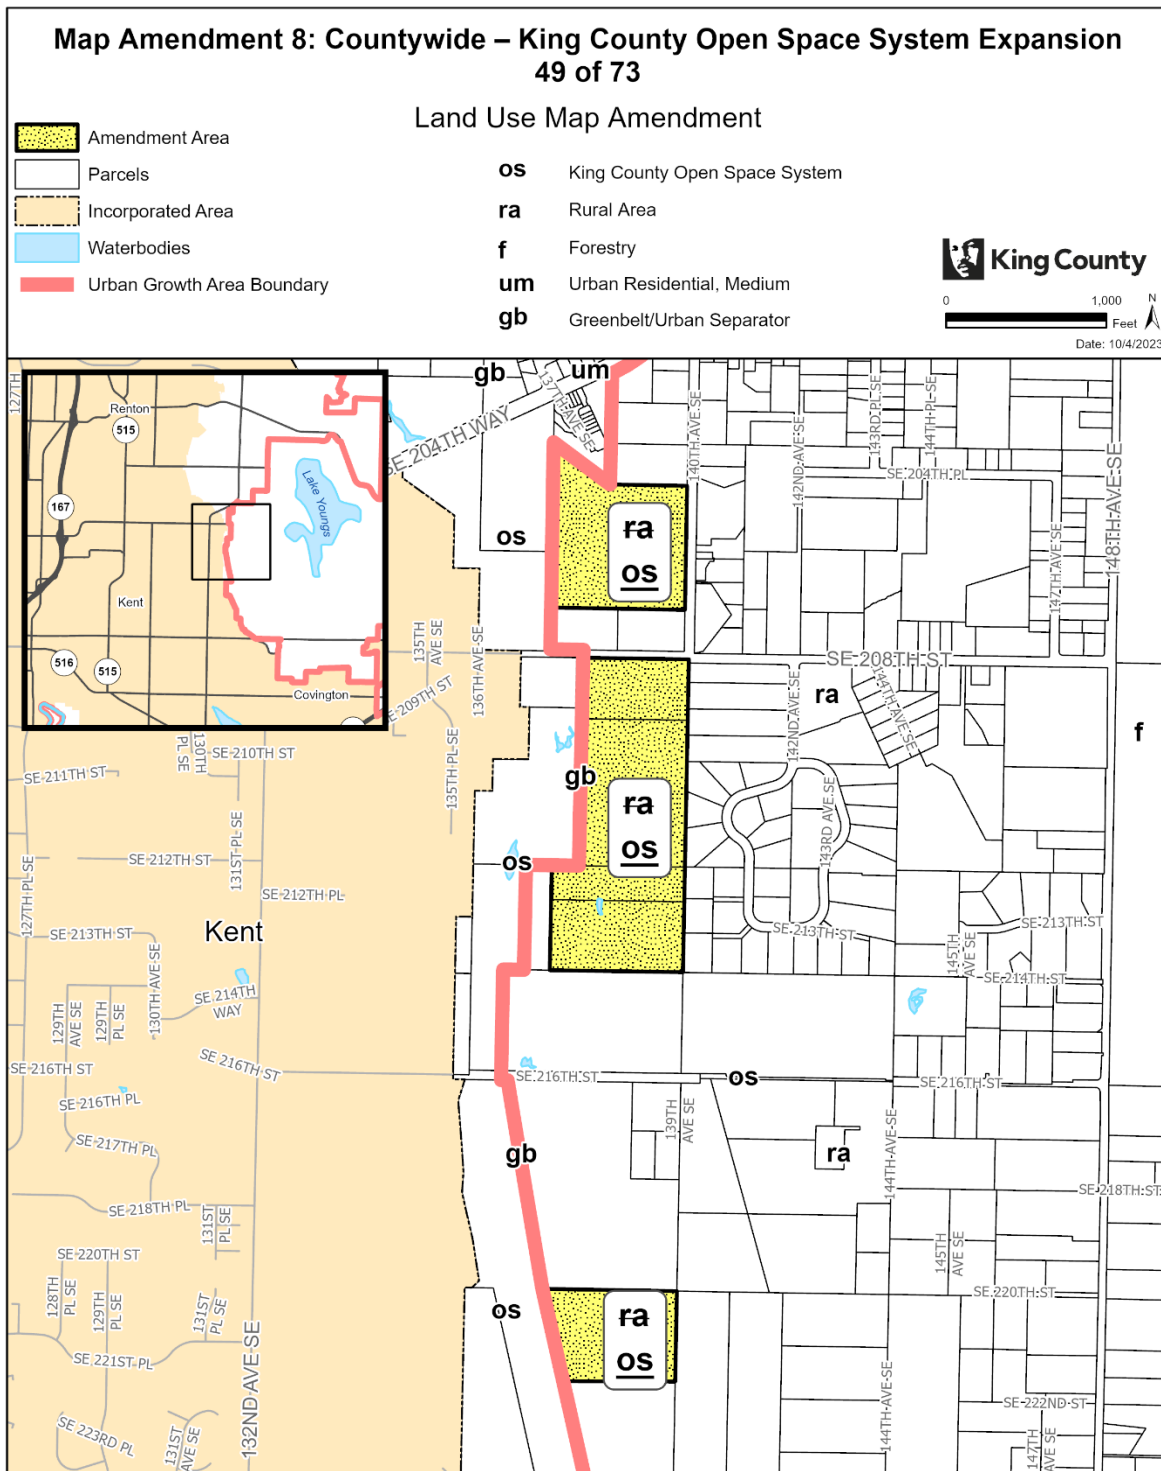 Map Amendment 8: Countywide – King County Open Space System Expansion
49 of 73
Land Use Map Amendment
Amendment Area
Parcels
Incorporated Area
Waterbodies
Urban Growth Area Boundary
os King County Open Space System
ra Rural Area
f Forestry
um Urban Residential, Medium
gb Greenbelt/Urban Separator
King County
0 1,000
Feet
N
Date: 10/4/2023
127TH
Renton
515
167
Lake Youngs
Kent
516
515
Covington
gb
um
137TH AVE SE
SE 204TH WAY
140TH AVE SE
142ND AVE SE
143RD PL SE
144TH PL SE
SE 204TH PL
148TH AVE SE
147TH AVE SE
os
ra
os
135TH
AVE SE
136TH AVE SE
SE 209TH ST
SE 208TH ST
ra
142ND AVE SE
144TH AVE SE
f
130TH
PL SE
SE 210TH ST
SE 211TH ST
135TH PL SE
gb
ra
os
143RD AVE SE
SE 212TH ST
131ST PL SE
os
127TH PL SE
SE 212TH PL
Kent
SE 213TH ST
SE 213TH ST
SE 213TH ST
145TH
AVE SE
130TH AVE SE
SE 214TH
WAY
SE 214TH ST
129TH
AVE SE
129TH
PL SE
SE 216TH ST
SE 216TH ST
SE 216TH ST
os
SE 216TH ST
SE 216TH PL
139TH
AVE SE
SE 217TH PL
gb
ra
144TH AVE SE
SE 218TH ST
SE 218TH PL
131ST
PL SE
SE 220TH ST
145TH
AVE SE
128TH
PL SE
129TH
PL SE
131ST
PL SE
SE 220TH ST
os
ra
os
132ND AVE SE
SE 221ST PL
144TH AVE SE
SE 222ND ST
SE 223RD PL
131ST
AVE SE
147TH
AVE SE